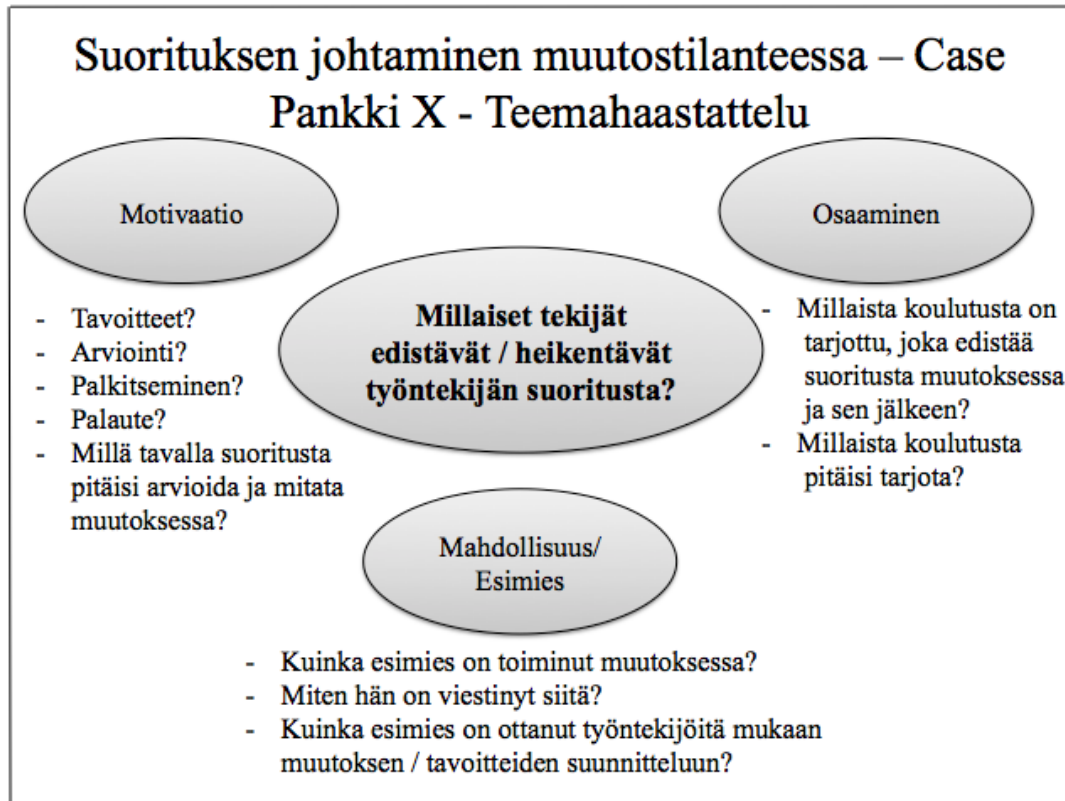 Suorituksen johtaminen muutostilanteessa – Case
Pankki X - Teemahaastattelu
Motivaatio
- Tavoitteet?
- Arviointi?
- Palkitseminen?
- Palaute?
- Millä tavalla suoritusta
pitäisi arvioida ja mitata
muutoksessa?
Millaiset tekijät
edistävät / heikentävät
työntekijän suoritusta?
Osaaminen
- Millaista koulutusta on
tarjottu, joka edistää
suoritusta muutoksessa
ja sen jälkeen?
- Millaista koulutusta
pitäisi tarjota?
Mahdollisuus/
Esimies
- Kuinka esimies on toiminut muutoksessa?
- Miten hän on viestinyt siitä?
- Kuinka esimies on ottanut työntekijöitä mukaan
muutoksen / tavoitteiden suunnitteluun?